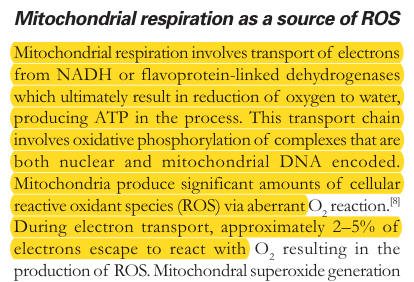 Mitochondrial respiration as a source of ROS
Mitochondrial respiration involves transport of electrons
from NADH or flavoprotein-linked dehydrogenases
which ultimately result in reduction of oxygen to water,
producing ATP in the process. This transport chain
involves oxidative phosphorylation of complexes that are
both nuclear and mitochondrial DNA encoded.
Mitochondria produce significant amounts of cellular
reactive oxidant species (ROS) via aberrant O₂ reaction.[8]
During electron transport, approximately 2–5% of
electrons escape to react with O₂ resulting in the
production of ROS. Mitochondrial superoxide generation